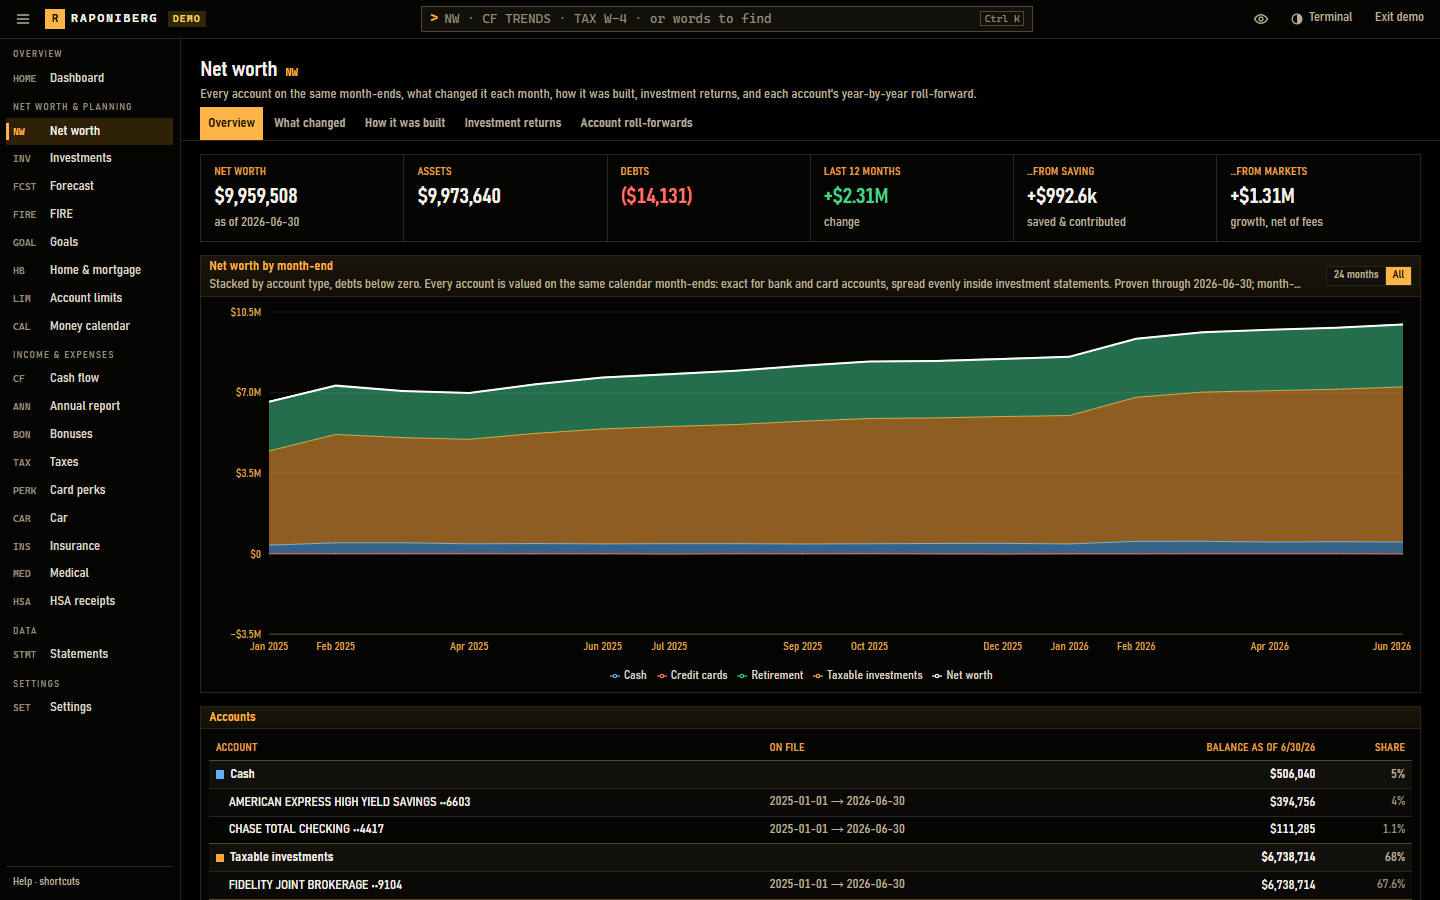 R RAPONIBERG DEMO
> NW · CF TRENDS · TAX W-4 · or words to find Ctrl K
Terminal Exit demo
OVERVIEW
HOME Dashboard
NET WORTH & PLANNING
NW Net worth
INV Investments
FCST Forecast
FIRE FIRE
GOAL Goals
HB Home & mortgage
LIM Account limits
CAL Money calendar
INCOME & EXPENSES
CF Cash flow
ANN Annual report
BON Bonuses
TAX Taxes
PERK Card perks
CAR Car
INS Insurance
MED Medical
HSA HSA receipts
DATA
STMT Statements
SETTINGS
SET Settings
Help · shortcuts
Net worth NW
Every account on the same month-ends, what changed it each month, how it was built, investment returns, and each account's year-by-year roll-forward.
Overview What changed How it was built Investment returns Account roll-forwards
NET WORTH
$9,959,508
as of 2026-06-30
ASSETS
$9,973,640
DEBTS
($14,131)
LAST 12 MONTHS
+$2.31M
change
…FROM SAVING
+$992.6k
saved & contributed
…FROM MARKETS
+$1.31M
growth, net of fees
Net worth by month-end
Stacked by account type, debts below zero. Every account is valued on the same calendar month-ends: exact for bank and card accounts, spread evenly inside investment statements. Proven through 2026-06-30; month-…
24 months All
$10.5M
$7.0M
$3.5M
$0
−$3.5M
Jan 2025 Feb 2025 Apr 2025 Jun 2025 Jul 2025 Sep 2025 Oct 2025 Dec 2025 Jan 2026 Feb 2026 Apr 2026 Jun 2026
Cash Credit cards Retirement Taxable investments Net worth
Accounts
ACCOUNT ON FILE BALANCE AS OF 6/30/26 SHARE
Cash $506,040 5%
AMERICAN EXPRESS HIGH YIELD SAVINGS ··6603 2025-01-01 → 2026-06-30 $394,756 4%
CHASE TOTAL CHECKING ··4417 2025-01-01 → 2026-06-30 $111,285 1.1%
Taxable investments $6,738,714 68%
FIDELITY JOINT BROKERAGE ··9104 2025-01-01 → 2026-06-30 $6,738,714 67.6%